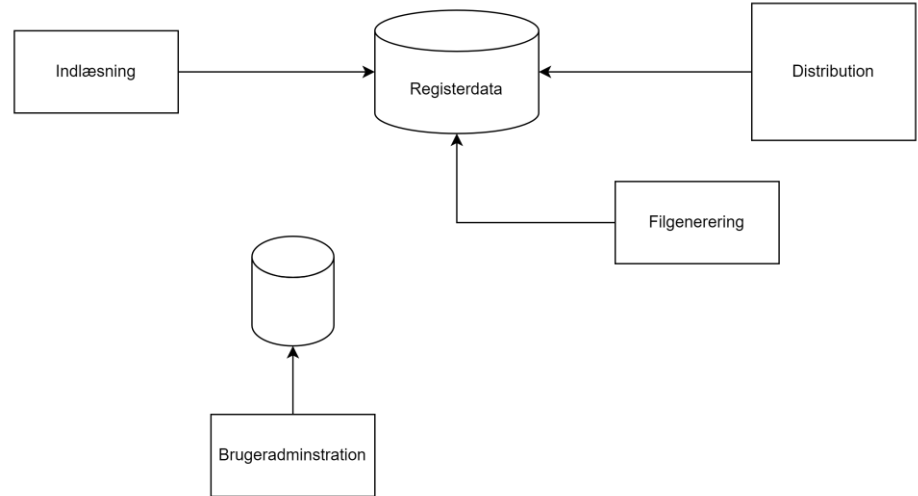 Indlæsning
Registerdata
Distribution
Filgenerering
Brugeradminstration